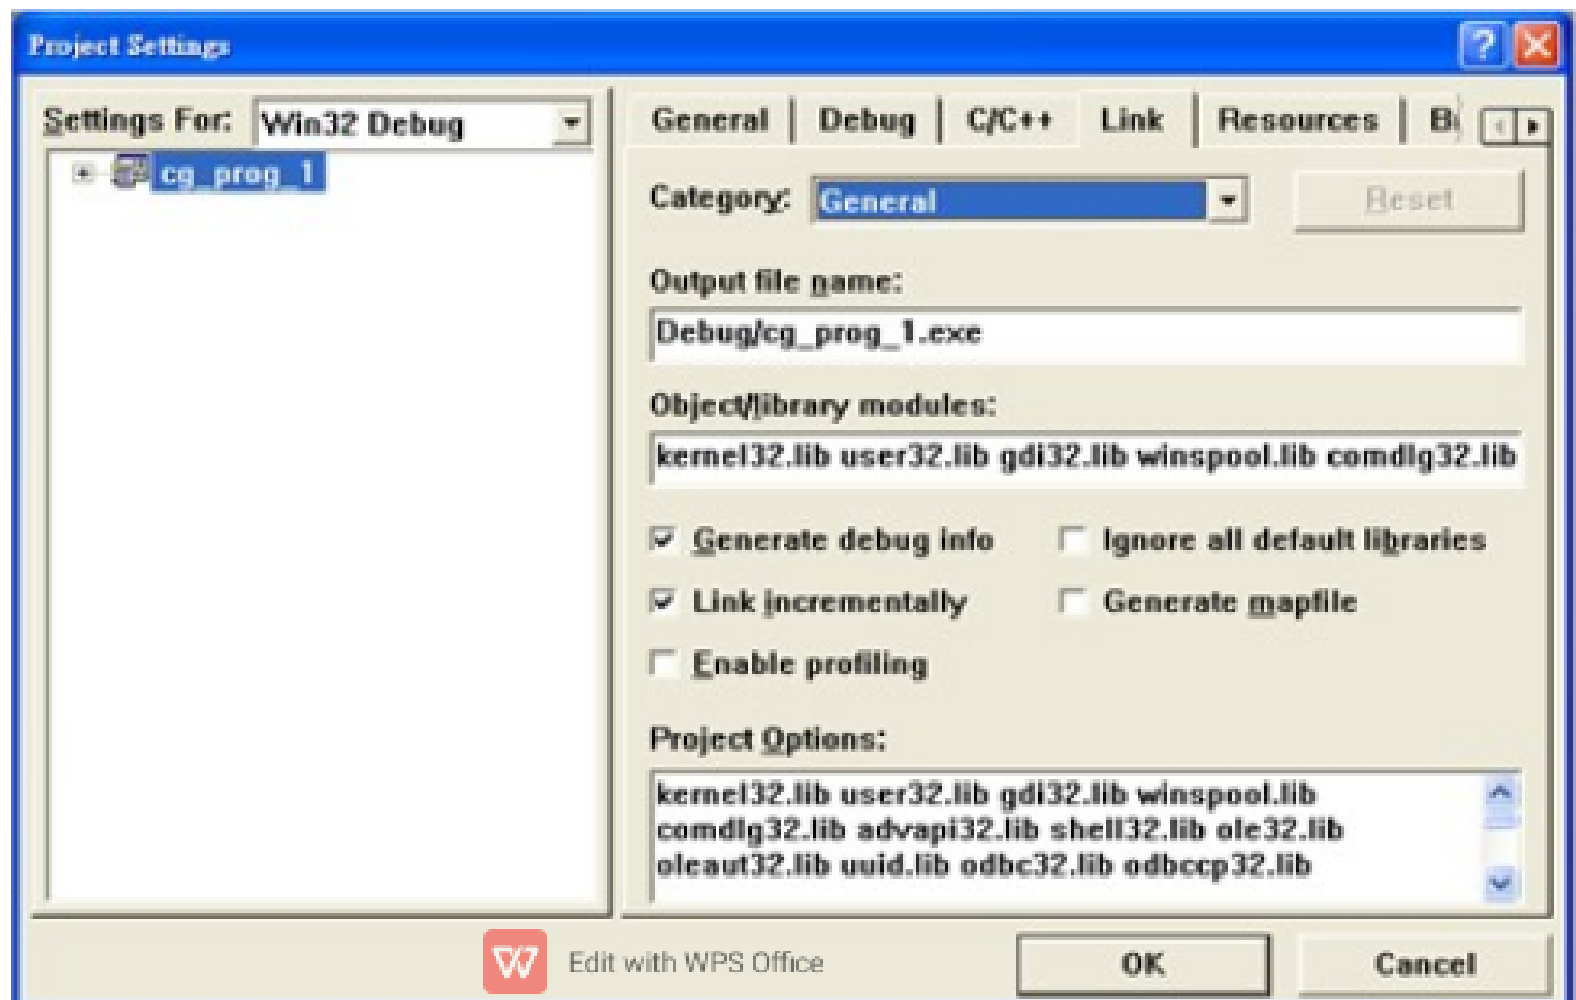 Project Settings
Settings For: Win32 Debug
cg_prog_1
General Debug C/C++ Link Resources
Category: General Reset
Output file name:
Debug/cg_prog_1.exe
Object/library modules:
kernel32.lib user32.lib gdi32.lib winspool.lib comdlg32.lib
Generate debug info Ignore all default libraries
Link incrementally Generate mapfile
Enable profiling
Project Options:
kernel32.lib user32.lib gdi32.lib winspool.lib
comdlg32.lib advapi32.lib shell32.lib ole32.lib
oleaut32.lib uuid.lib odbc32.lib odbccp32.lib
Edit with WPS Office
OK Cancel